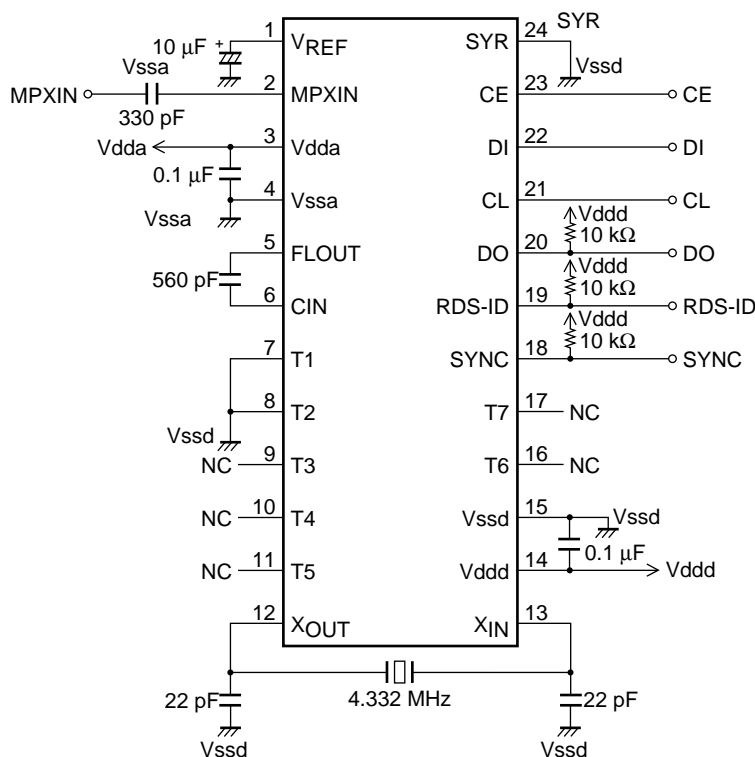 SYR
1
VREF
SYR
24
10 μF
+
Vssa
Vssd
MPXIN
2
MPXIN
CE
23
CE
330 pF
Vdda
3
Vdda
DI
22
DI
0.1 μF
4
Vssa
CL
21
CL
Vssa
Vddd
10 kΩ
5
FLOUT
DO
20
DO
560 pF
Vddd
10 kΩ
6
CIN
RDS-ID
19
RDS-ID
Vddd
10 kΩ
7
T1
SYNC
18
SYNC
8
T2
T7
17
NC
Vssd
NC
9
T3
T6
16
NC
NC
10
T4
Vssd
15
Vssd
0.1 μF
NC
11
T5
Vddd
14
Vddd
12
XOUT
XIN
13
22 pF
4.332 MHz
22 pF
Vssd
Vssd